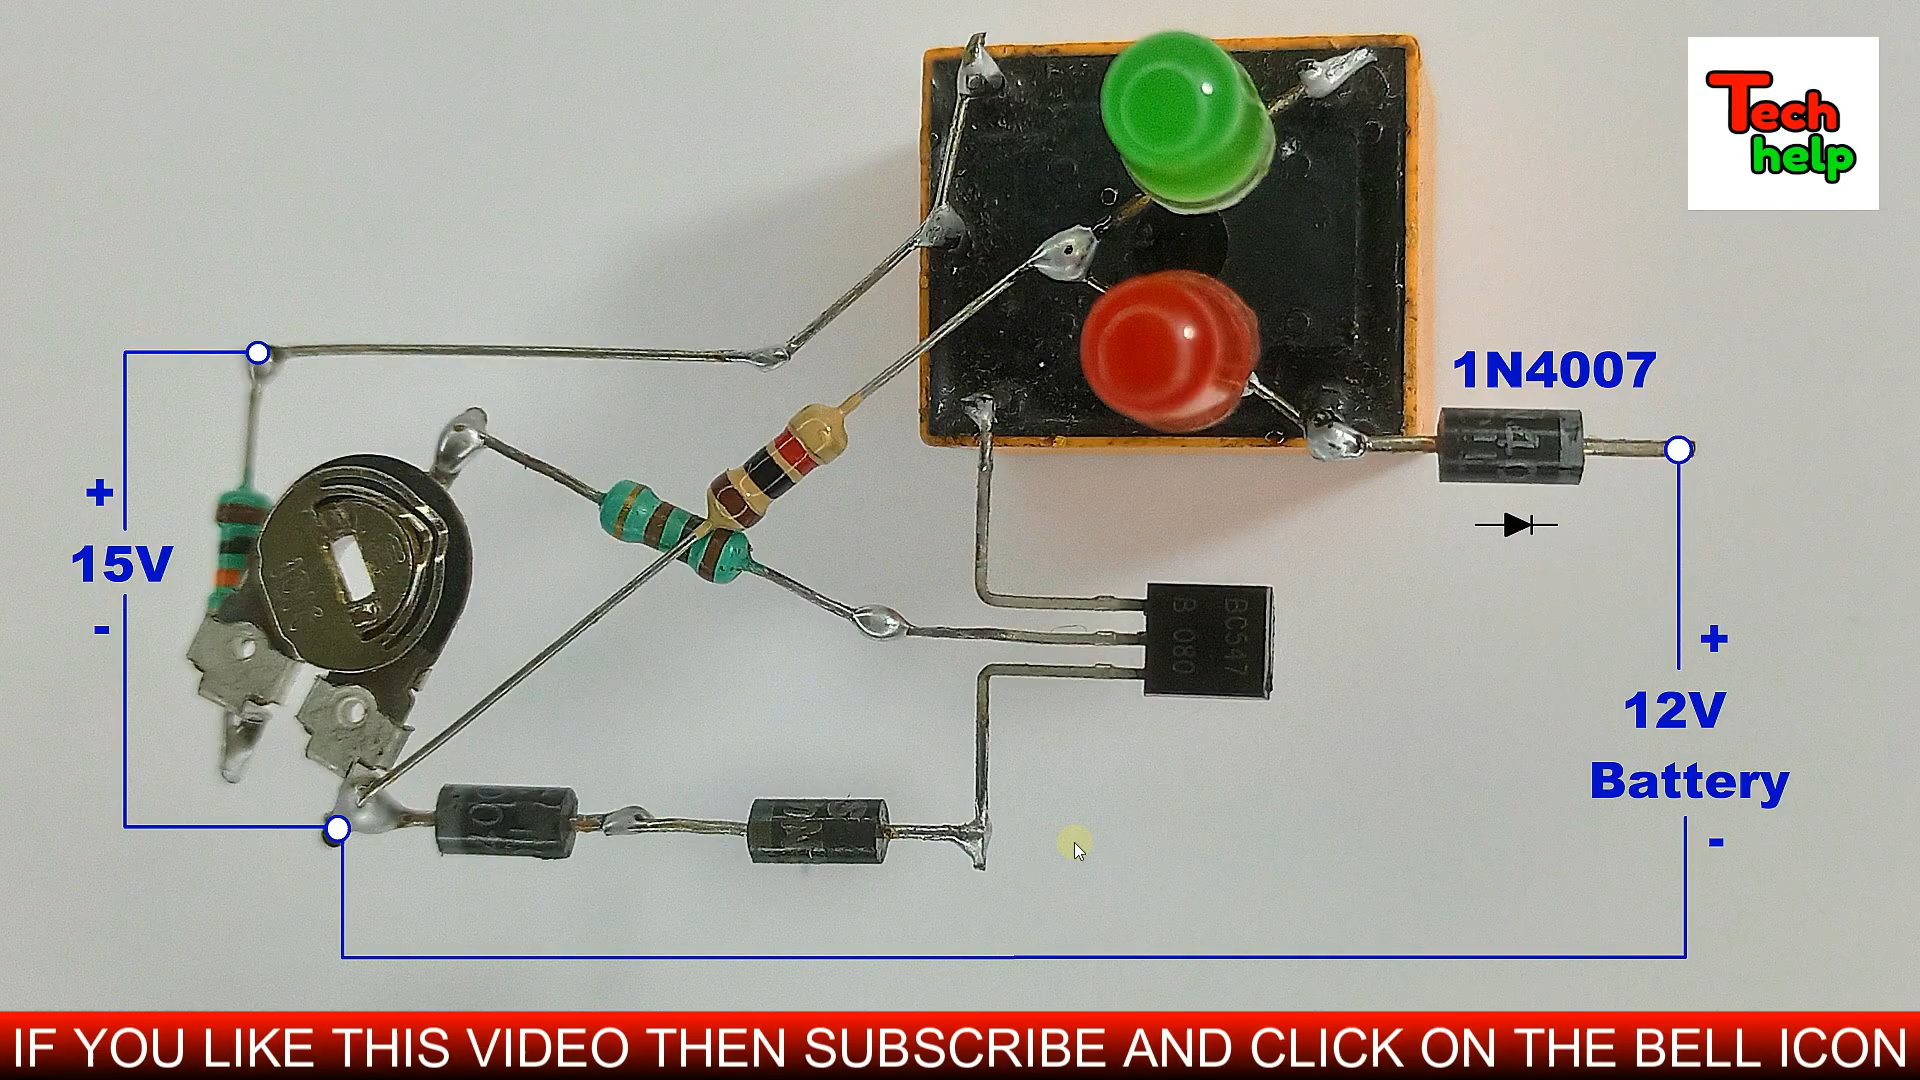 Tech
help
1N4007
+
15V
-
BC547
B 080
+
12V
Battery
-
IF YOU LIKE THIS VIDEO THEN SUBSCRIBE AND CLICK ON THE BELL ICON